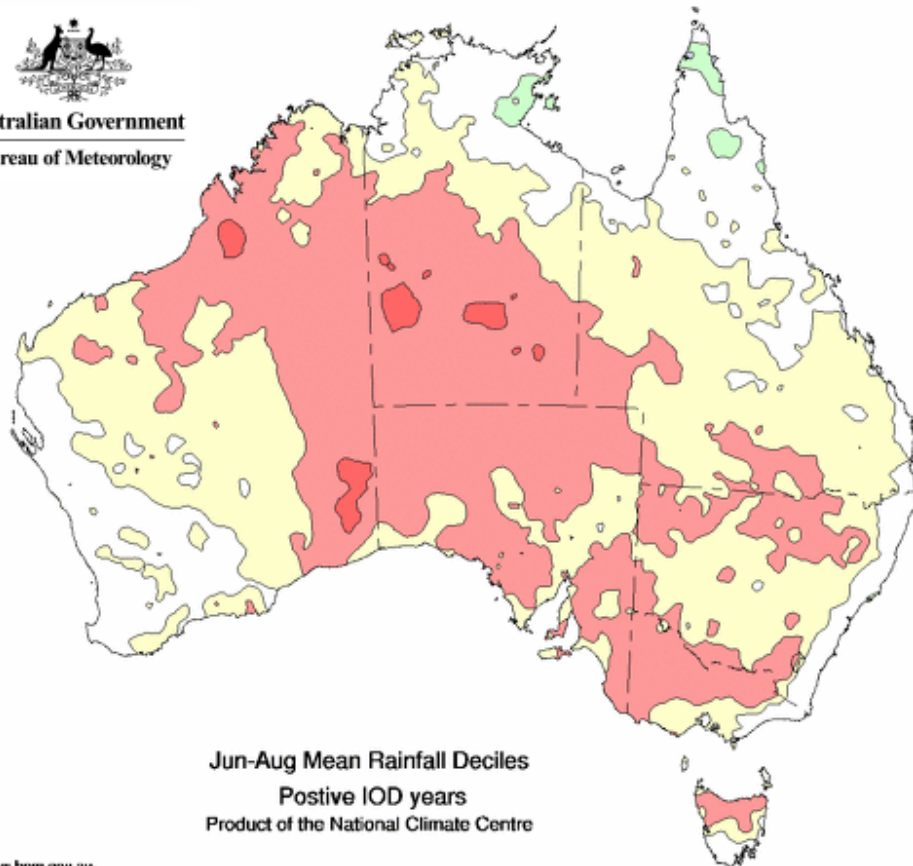 tralian Government
reau of Meteorology
Jun-Aug Mean Rainfall Deciles
Postive IOD years
Product of the National Climate Centre